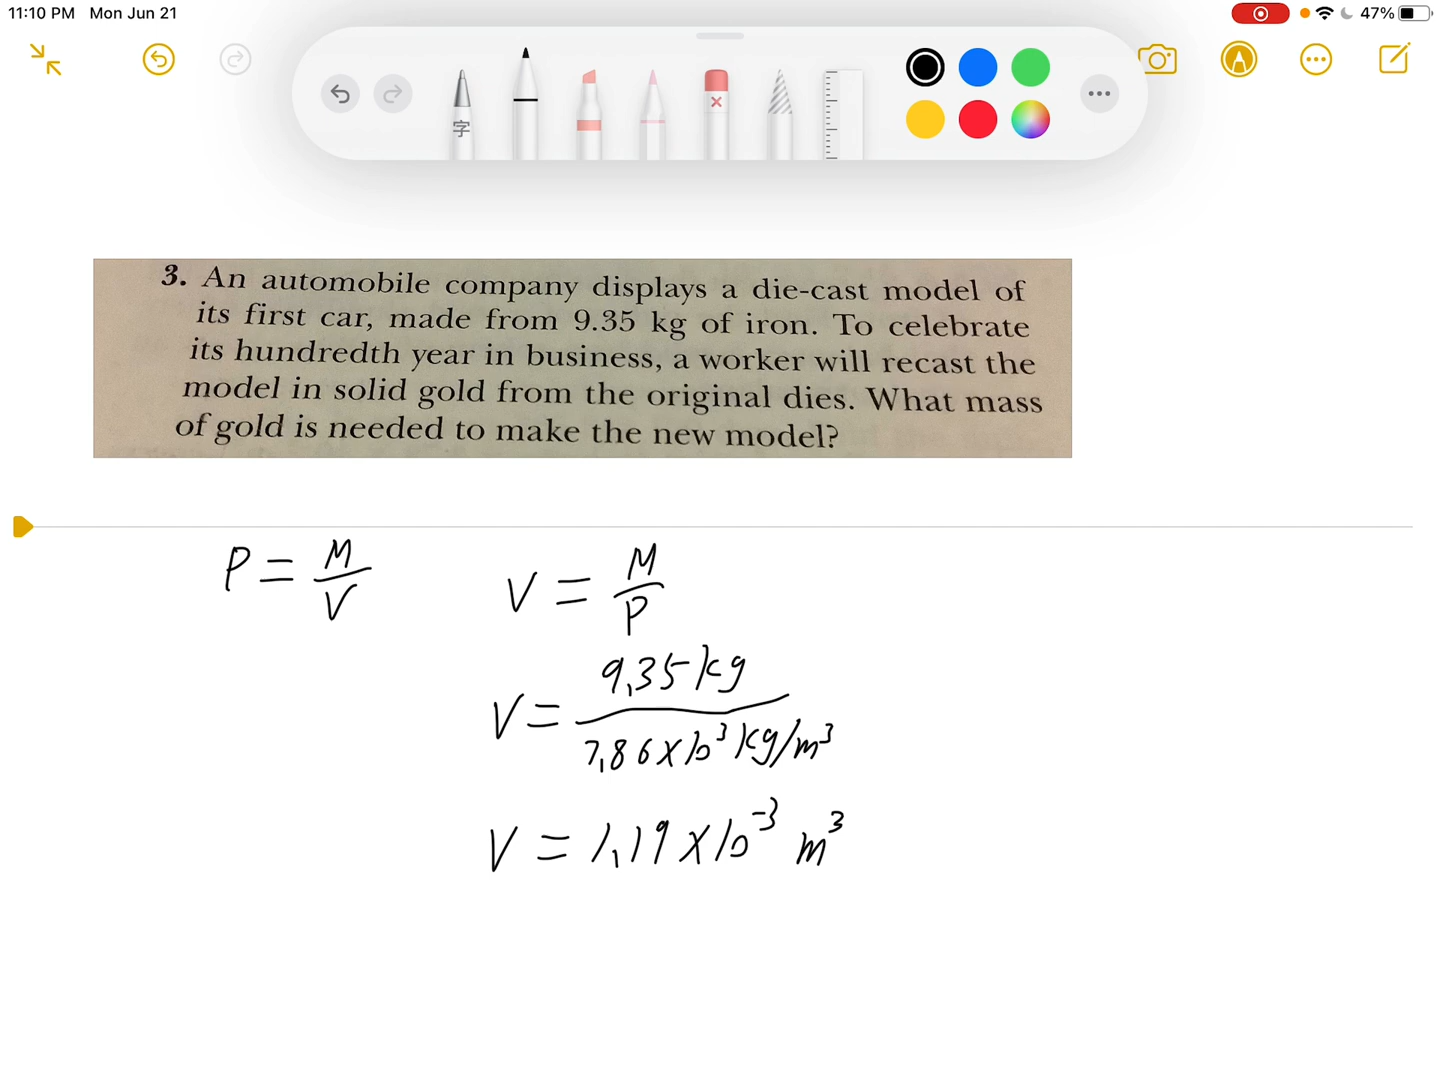 11:10 PM Mon Jun 21
47%
字
3. An automobile company displays a die-cast model of
its first car, made from 9.35 kg of iron. To celebrate
its hundredth year in business, a worker will recast the
model in solid gold from the original dies. What mass
of gold is needed to make the new model?
P = M/V
V = M/P
V = 9,35 kg / 7,86 × 10³ kg/m³
V = 1,19 × 10⁻³ m³